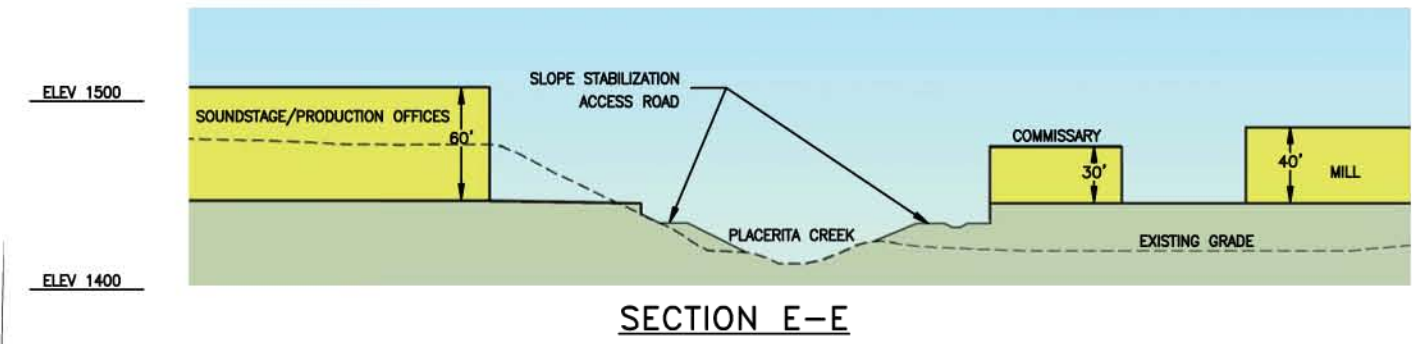 ELEV 1500
SOUNDSTAGE/PRODUCTION OFFICES
60'
SLOPE STABILIZATION
ACCESS ROAD
COMMISSARY
30'
40'
MILL
PLACERITA CREEK
EXISTING GRADE
ELEV 1400
SECTION E-E